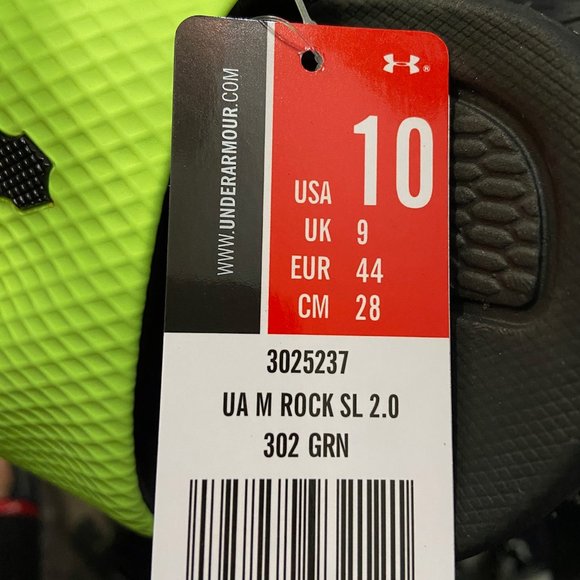 WWW.UNDERARMOUR.COM
USA 10
UK 9
EUR 44
CM 28
3025237
UA M ROCK SL 2.0
302 GRN